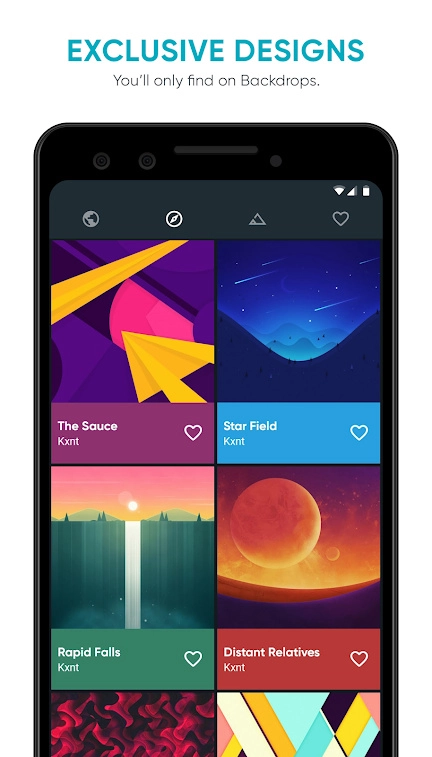 EXCLUSIVE DESIGNS
You'll only find on Backdrops.
The Sauce
Kxnt
Star Field
Kxnt
Rapid Falls
Kxnt
Distant Relatives
Kxnt